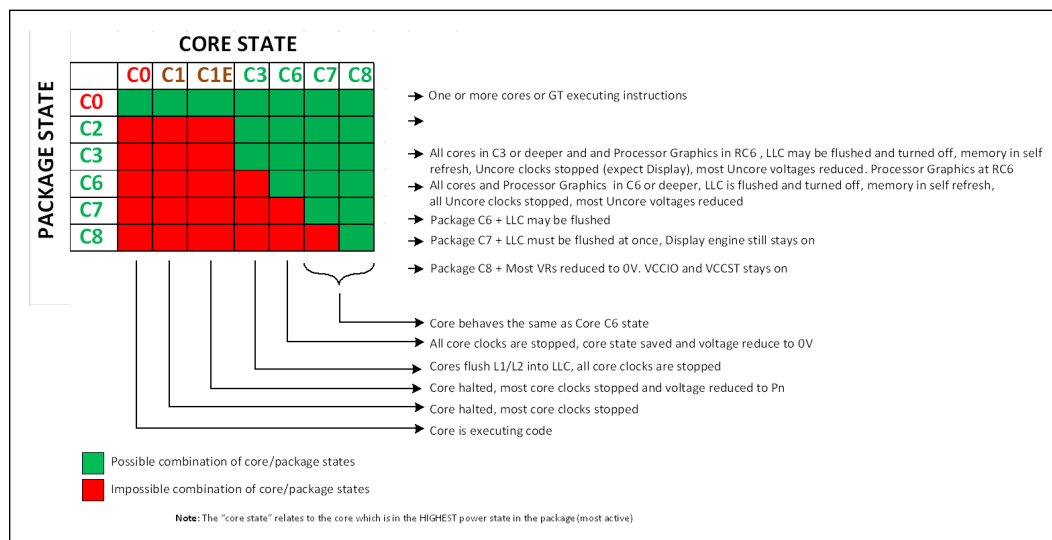 CORE STATE
PACKAGE STATE
C0 C1 C1E C3 C6 C7 C8
C0
C2
C3
C6
C7
C8
One or more cores or GT executing instructions
All cores in C3 or deeper and and Processor Graphics in RC6 , LLC may be flushed and turned off, memory in self
refresh, Uncore clocks stopped (expect Display), most Uncore voltages reduced. Processor Graphics at RC6
All cores and Processor Graphics in C6 or deeper, LLC is flushed and turned off, memory in self refresh,
all Uncore clocks stopped, most Uncore voltages reduced
Package C6 + LLC may be flushed
Package C7 + LLC must be flushed at once, Display engine still stays on
Package C8 + Most VRs reduced to 0V. VCCIO and VCCST stays on
Core behaves the same as Core C6 state
All core clocks are stopped, core state saved and voltage reduce to 0V
Cores flush L1/L2 into LLC, all core clocks are stopped
Core halted, most core clocks stopped and voltage reduced to Pn
Core halted, most core clocks stopped
Core is executing code
Possible combination of core/package states
Impossible combination of core/package states
Note: The "core state" relates to the core which is in the HIGHEST power state in the package (most active)